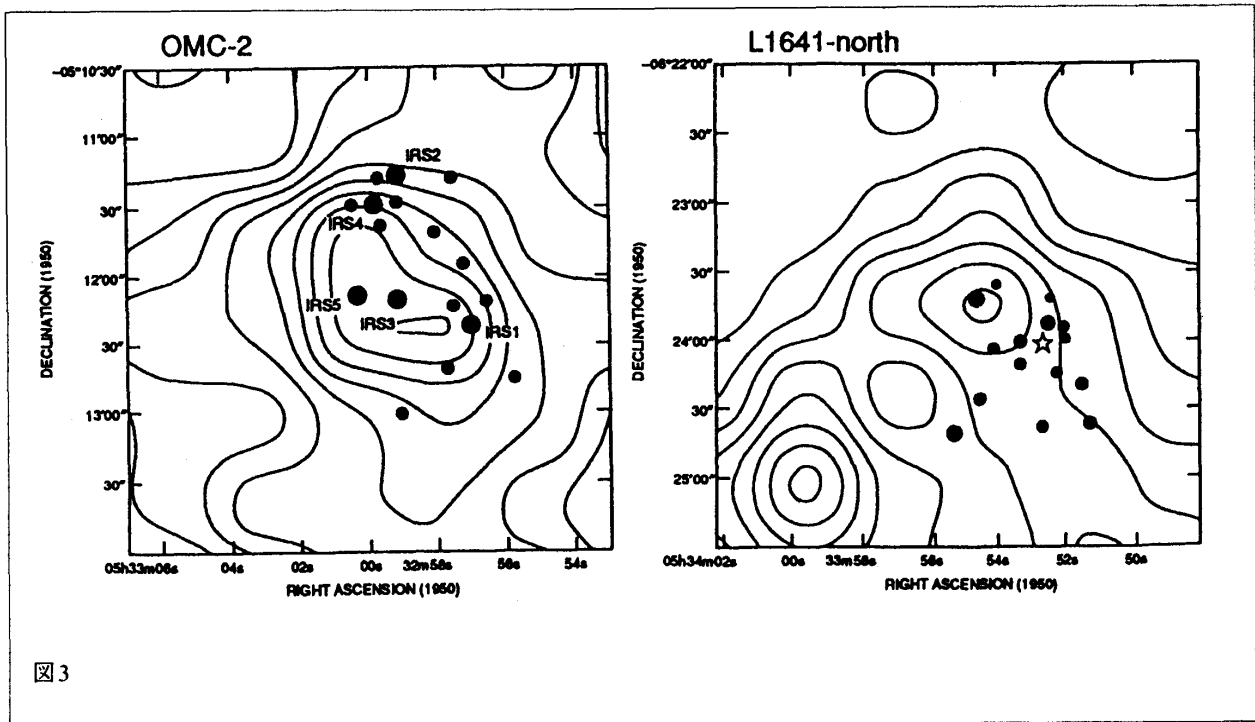 OMC-2
−05°10'30"
11'00"
30"
12'00"
30"
13'00"
30"
DECLINATION (1950)
IRS2
IRS4
IRS5
IRS3
IRS1
05h33m06s 04s 02s 00s 32m58s 56s 54s
RIGHT ASCENSION (1950)
L1641-north
−06°22'00"
30"
23'00"
30"
24'00"
30"
25'00"
DECLINATION (1950)
05h34m02s 00s 33m58s 56s 54s 52s 50s
RIGHT ASCENSION (1950)
図3